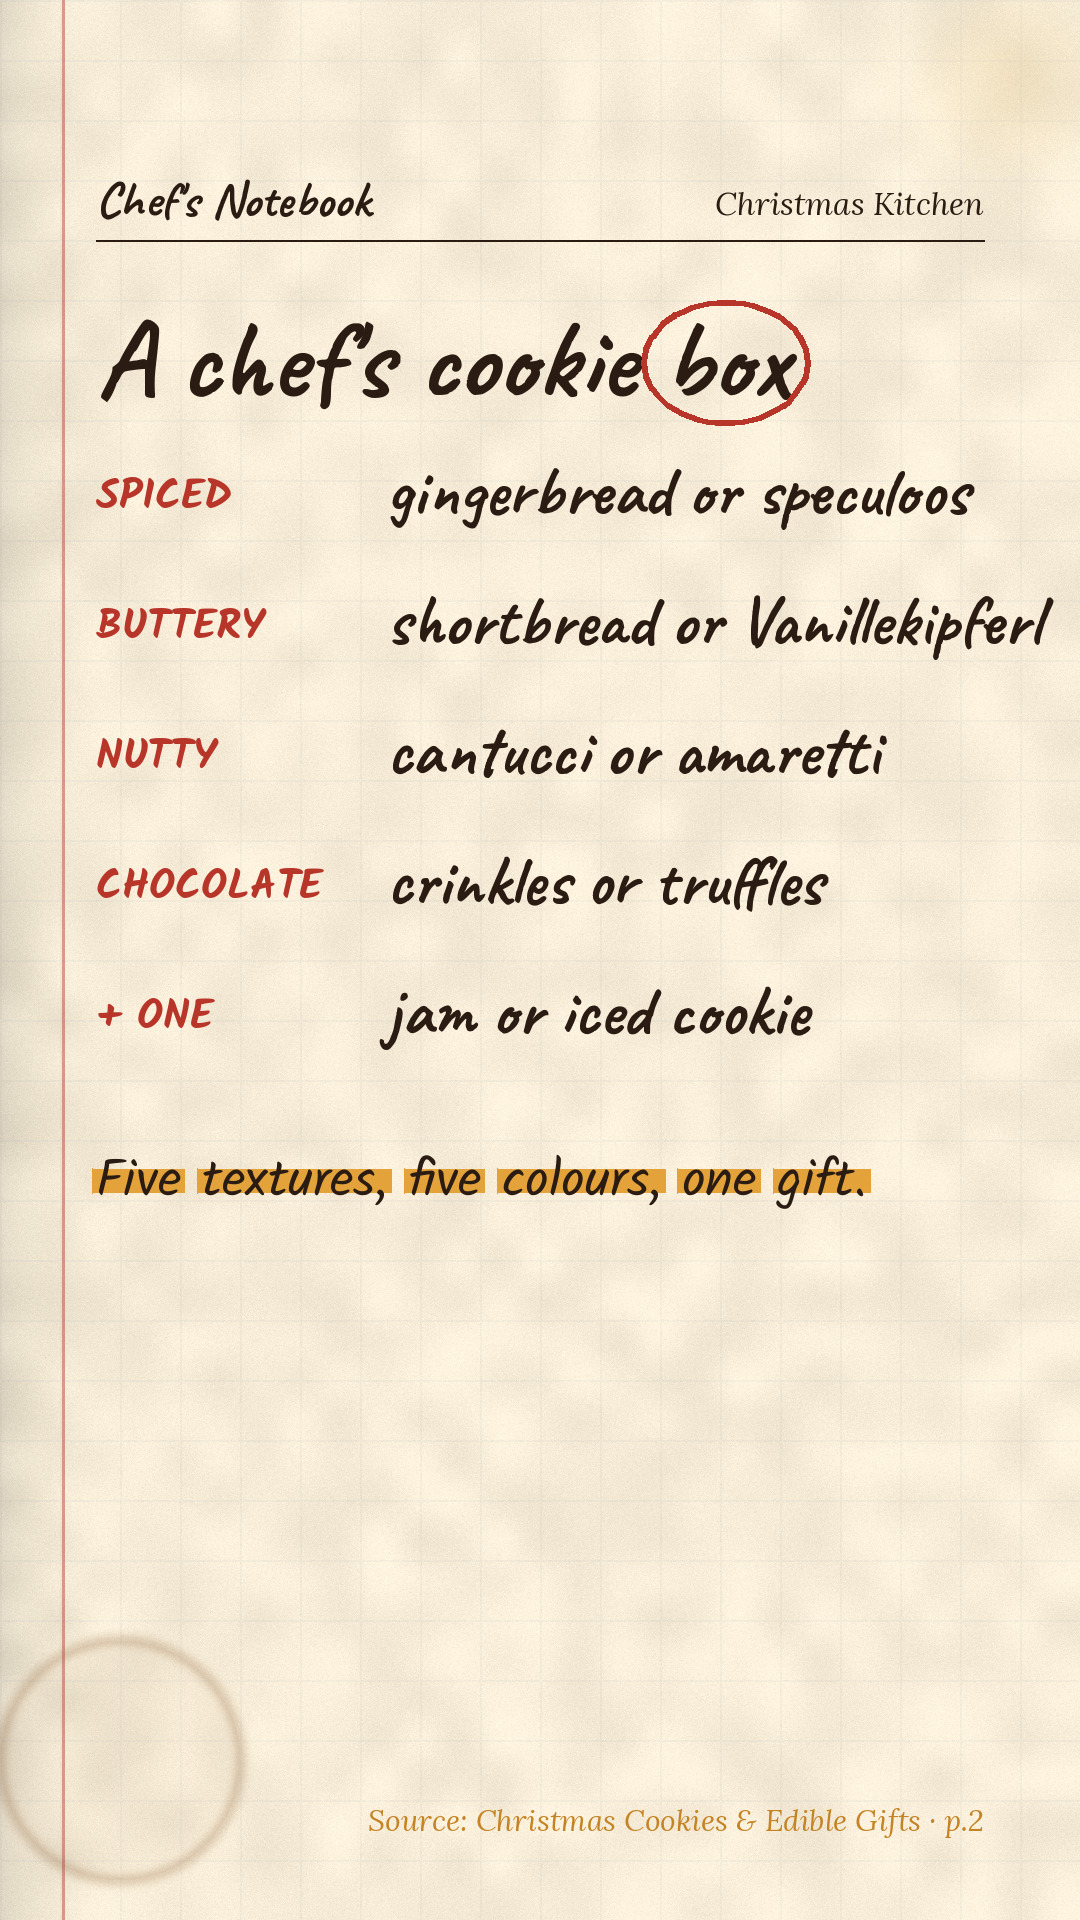 Chef's Notebook Christmas Kitchen
A chef's cookie box
SPICED gingerbread or speculoos
BUTTERY shortbread or Vanillekipferl
NUTTY cantucci or amaretti
CHOCOLATE crinkles or truffles
+ ONE jam or iced cookie
Five textures, five colours, one gift.
Source: Christmas Cookies & Edible Gifts · p.2